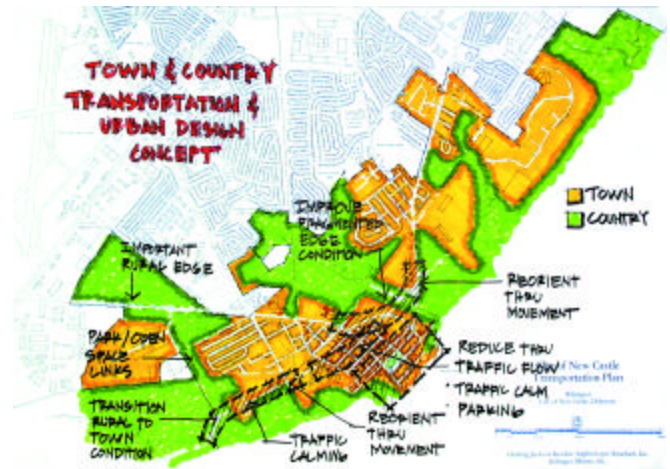 TOWN & COUNTRY
TRANSPORTATION &
URBAN DESIGN
CONCEPT
TOWN
COUNTRY
IMPROVE
FRAGMENTED
EDGE
CONDITION
IMPORTANT
RURAL EDGE
REORIENT
THRU
MOVEMENT
PARK/OPEN
SPACE
LINKS
REDUCE THRU
TRAFFIC FLOW
TRAFFIC CALM
PARKING
of New Castle
Transportation Plan
TRANSITION
RURAL TO
TOWN
CONDITION
TRAFFIC
CALMING
REORIENT
THRU
MOVEMENT